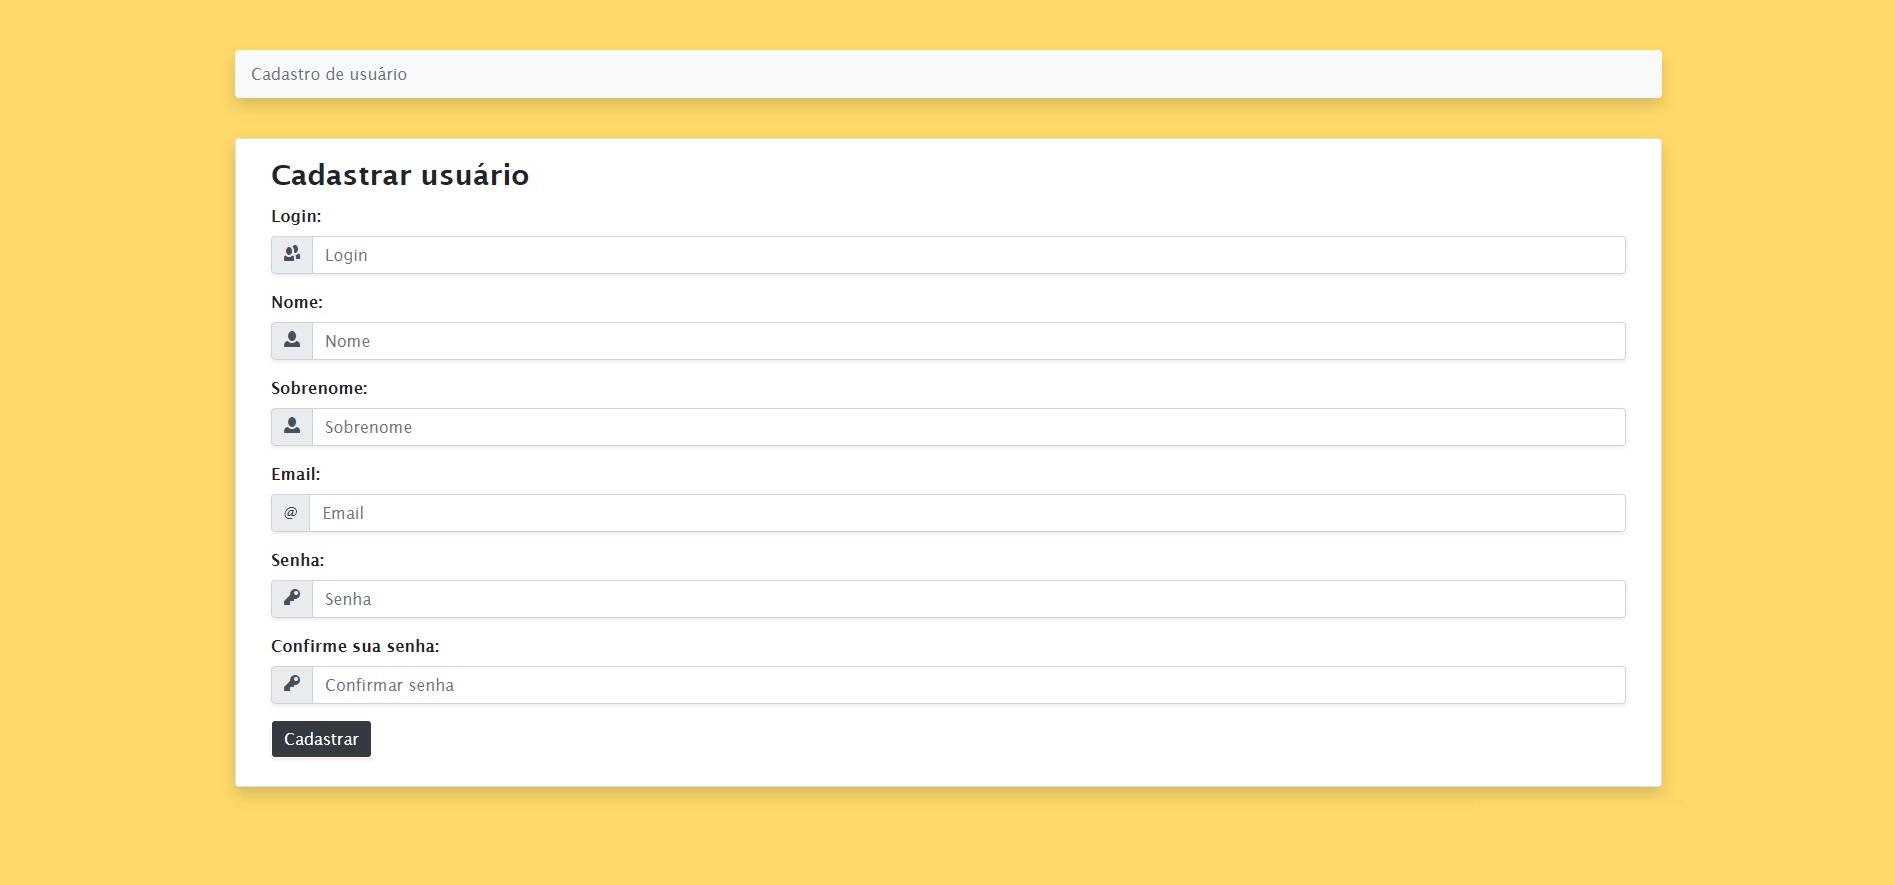 Cadastro de usuário
Cadastrar usuário
Login:
Login
Nome:
Nome
Sobrenome:
Sobrenome
Email:
@ Email
Senha:
Senha
Confirme sua senha:
Confirmar senha
Cadastrar